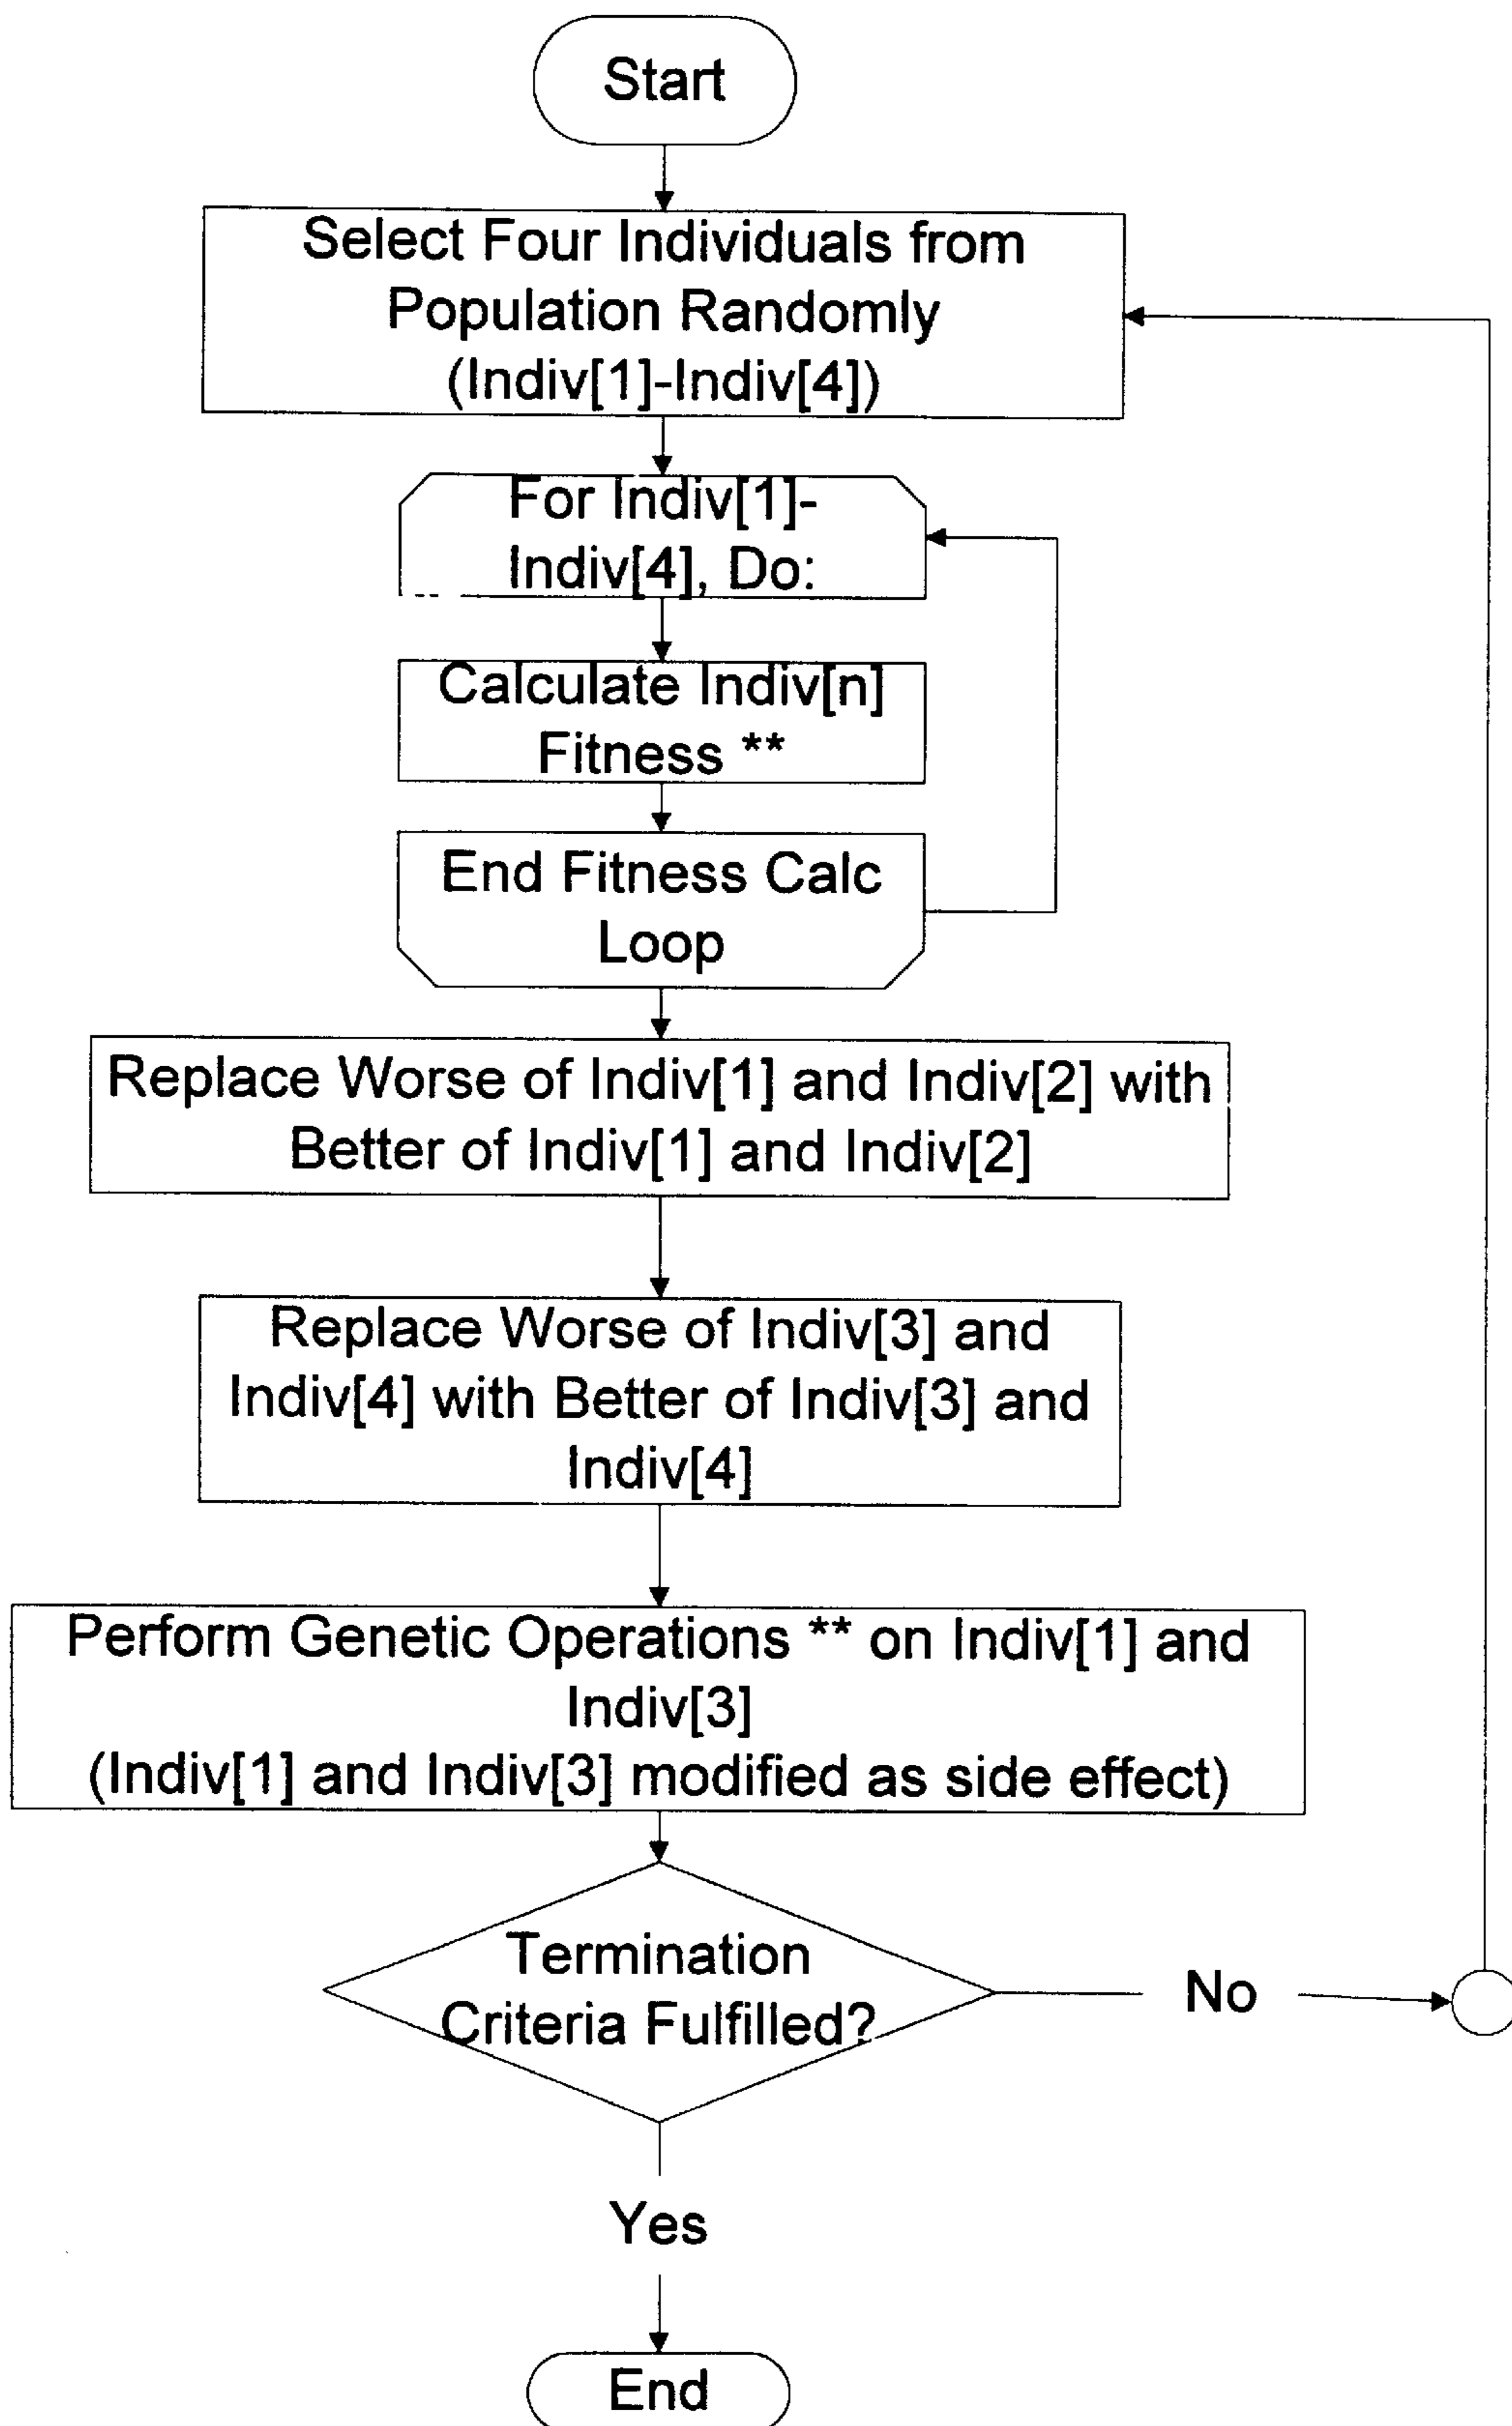 Start
Select Four Individuals from
Population Randomly
(Indiv[1]-Indiv[4])
For Indiv[1]-
Indiv[4], Do:
Calculate Indiv[n]
Fitness **
End Fitness Calc
Loop
Replace Worse of Indiv[1] and Indiv[2] with
Better of Indiv[1] and Indiv[2]
Replace Worse of Indiv[3] and
Indiv[4] with Better of Indiv[3] and
Indiv[4]
Perform Genetic Operations ** on Indiv[1] and
Indiv[3]
(Indiv[1] and Indiv[3] modified as side effect)
Termination
Criteria Fulfilled?
No
Yes
End